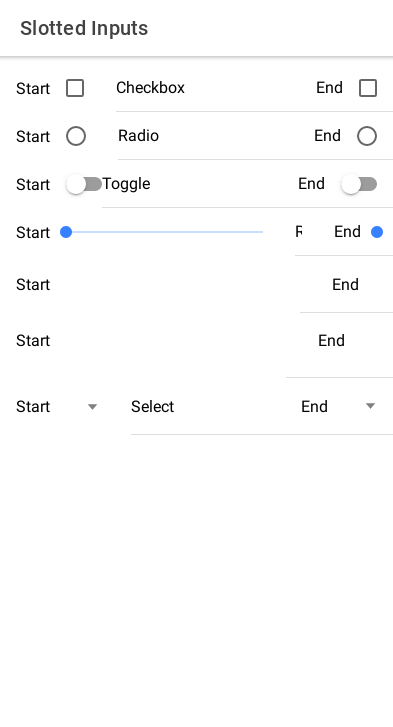 Slotted Inputs
Start Checkbox End
Start Radio End
Start Toggle End
Start R End
Start End
Start End
Start Select End